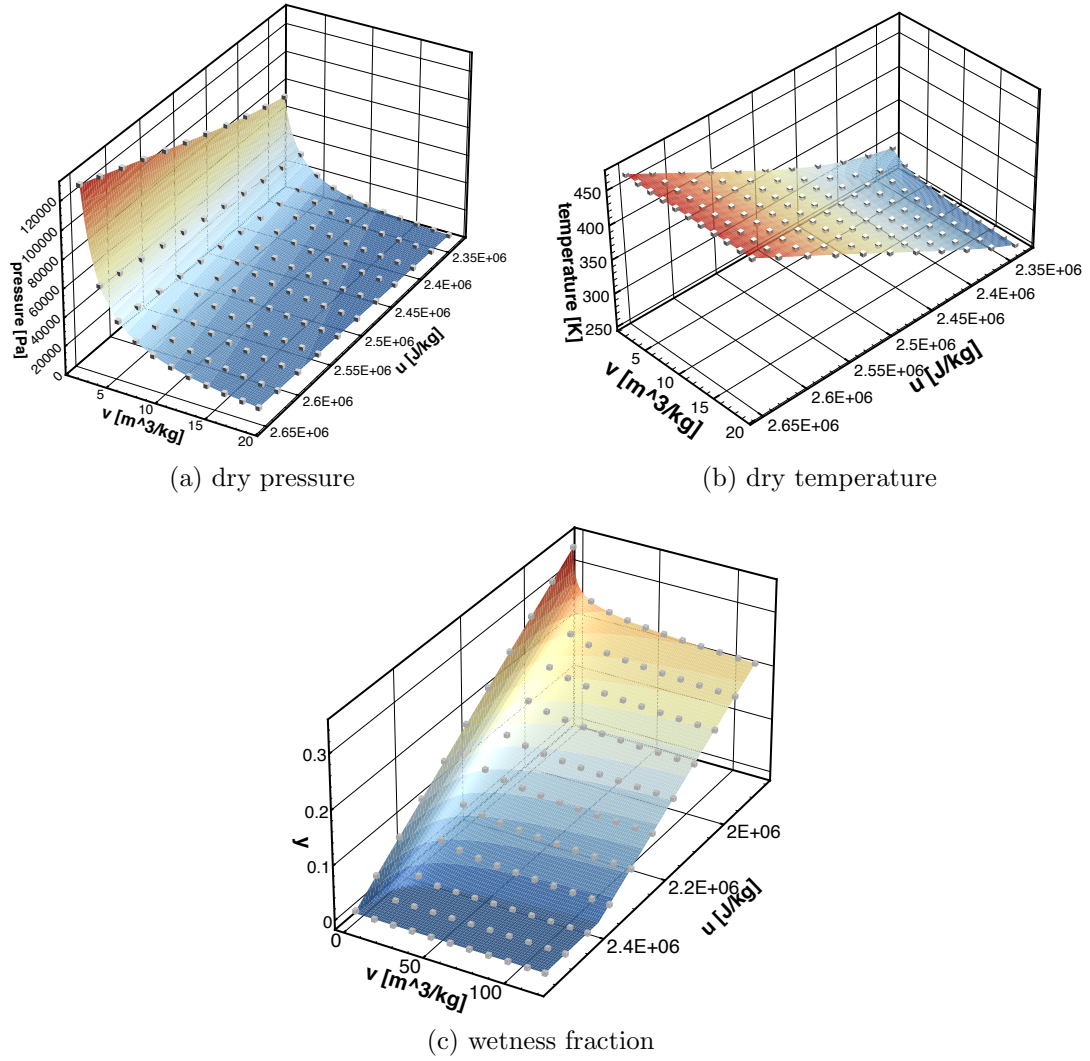 120000
100000
80000
60000
40000
20000
0
pressure [Pa]
5
10
15
20
v [m^3/kg]
2.35E+06
2.4E+06
2.45E+06
2.5E+06
2.55E+06
2.6E+06
2.65E+06
u [J/kg]
(a) dry pressure
450
400
350
300
250
temperature [K]
5
10
15
20
v [m^3/kg]
2.35E+06
2.4E+06
2.45E+06
2.5E+06
2.55E+06
2.6E+06
2.65E+06
u [J/kg]
(b) dry temperature
0.3
0.2
0.1
0
y
0
50
100
v [m^3/kg]
2E+06
2.2E+06
2.4E+06
u [J/kg]
(c) wetness fraction